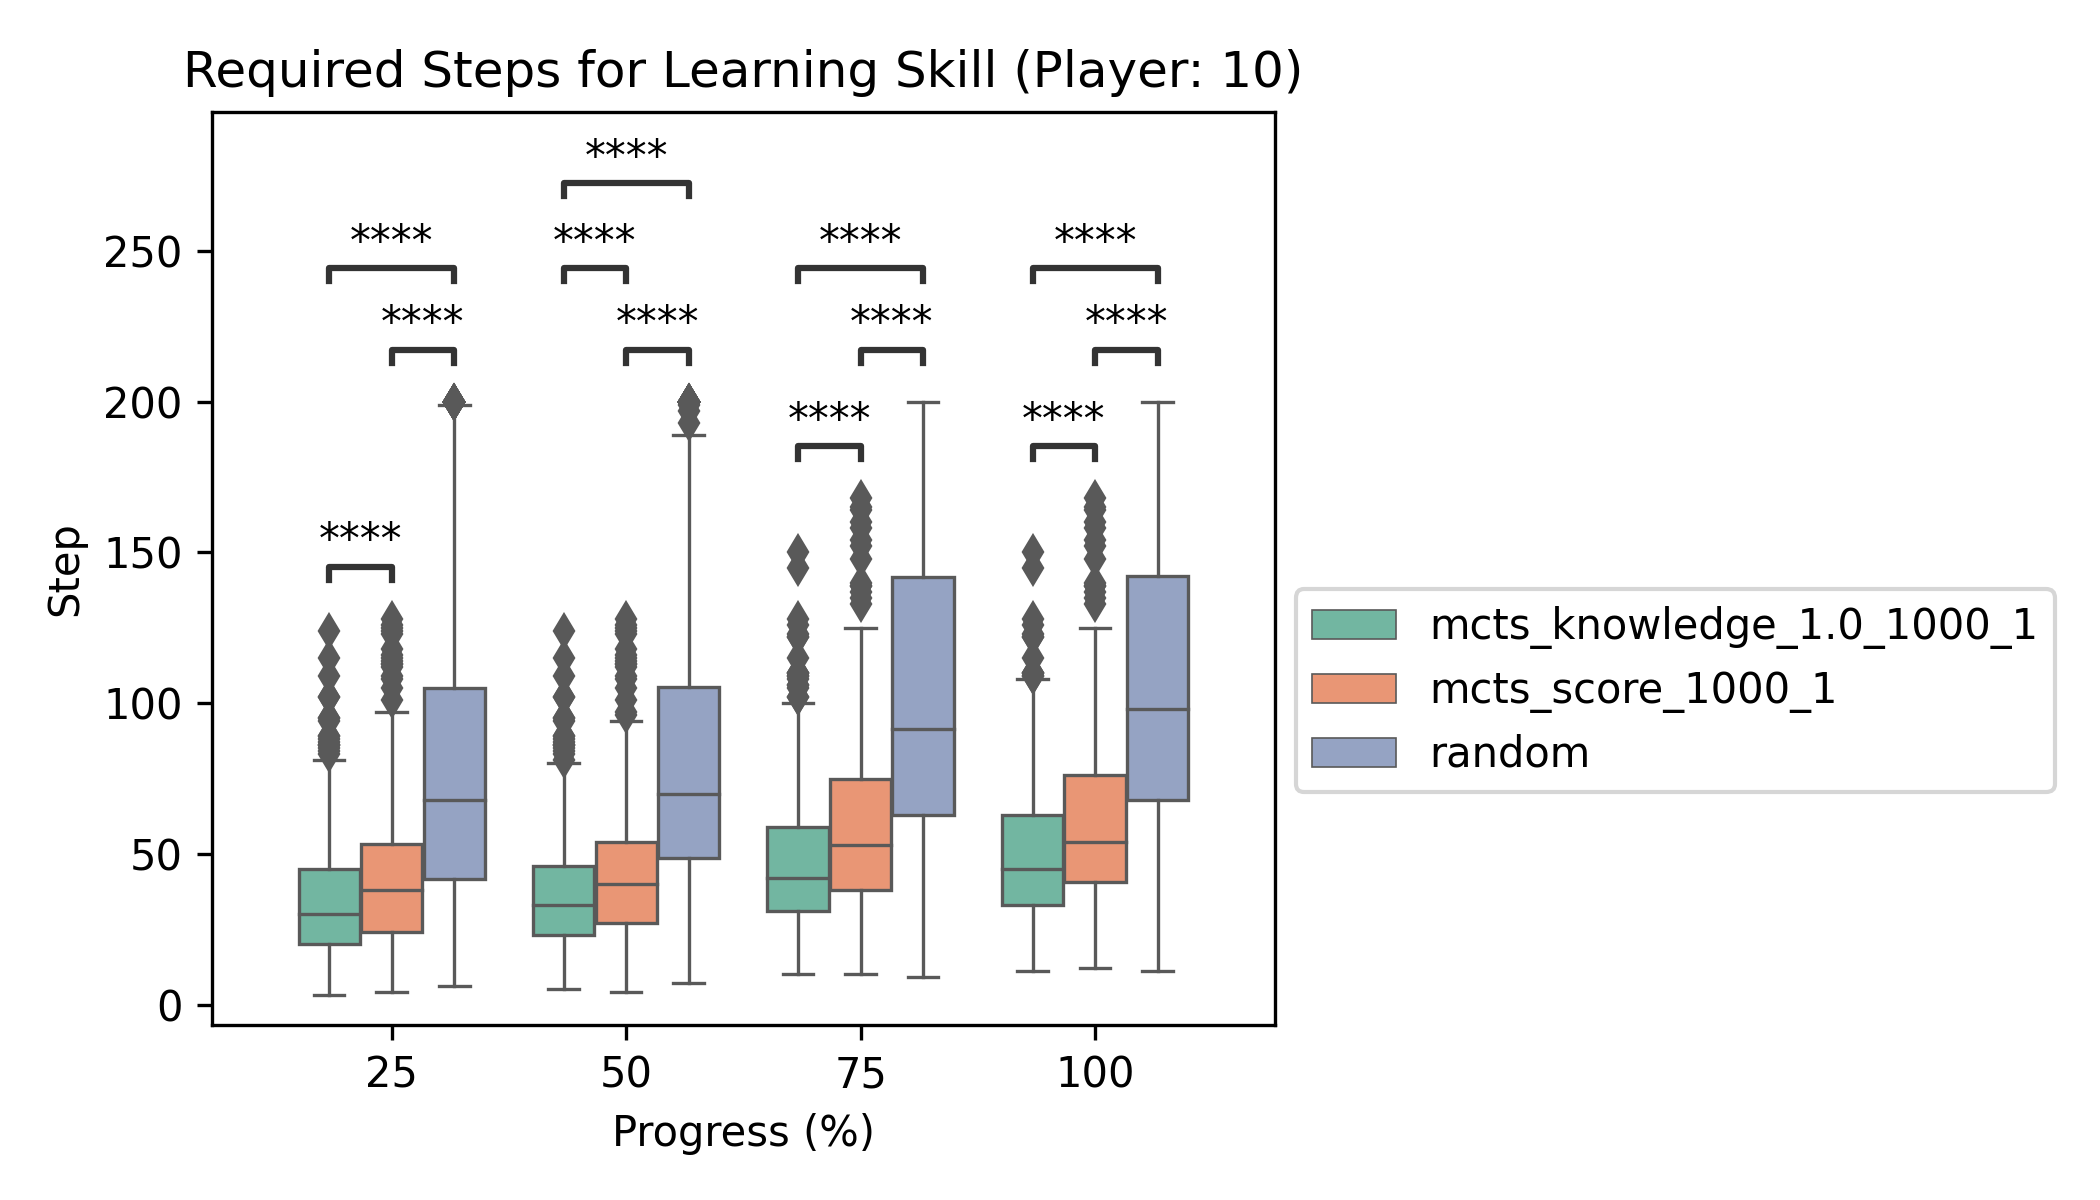 Required Steps for Learning Skill (Player: 10)
****
**** **** **** ****
250
**** **** **** ****
200
**** ****
****
150
Step
100
50
0
mcts_knowledge_1.0_1000_1
mcts_score_1000_1
random
25 50 75 100
Progress (%)